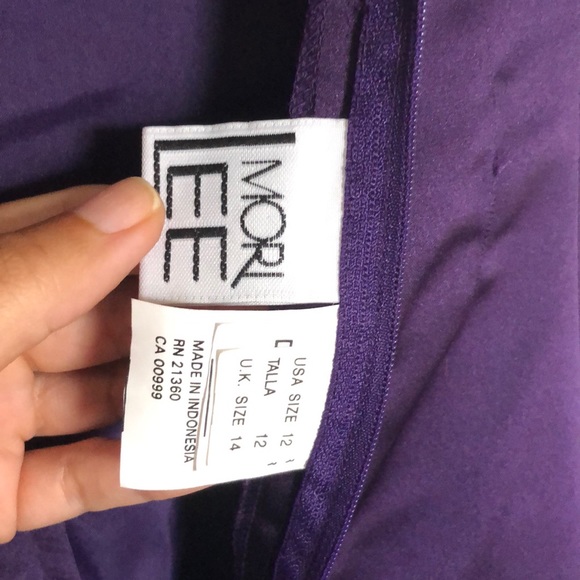 MORI
LEE
USA SIZE 12
TALLA 12
U.K. SIZE 14
MADE IN INDONESIA
RN 21360
CA 00999